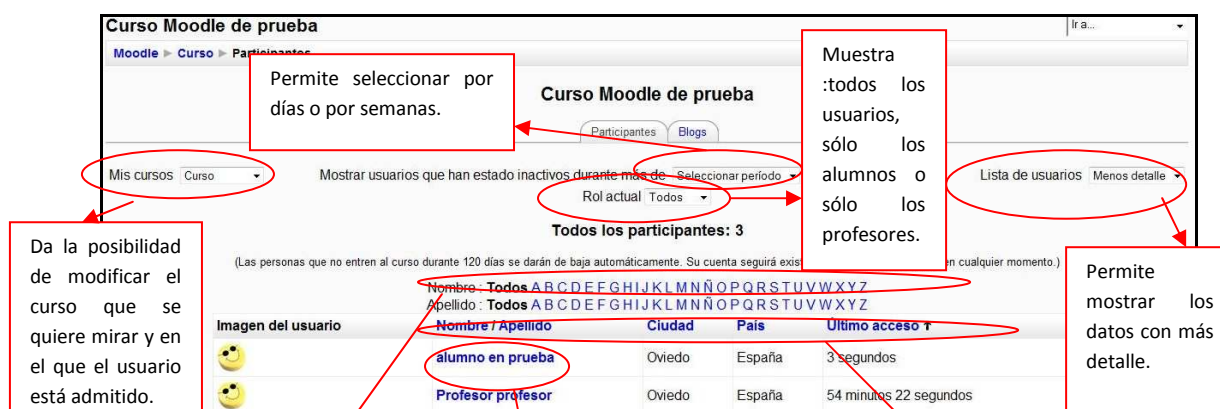 Curso Moodle de prueba
Ir a...
Moodle ► Curso ► Participantes
Permite seleccionar por
días o por semanas.
Muestra
:todos los
usuarios,
sólo los
alumnos o
sólo los
profesores.
Curso Moodle de prueba
Participantes Blogs
Mis cursos Curso
Mostrar usuarios que han estado inactivos durante más de Seleccionar período
Lista de usuarios Menos detalle
Rol actual Todos
Todos los participantes: 3
Da la posibilidad
de modificar el
curso que se
quiere mirar y en
el que el usuario
está admitido.
(Las personas que no entren al curso durante 120 días se darán de baja automáticamente. Su cuenta seguirá en cualquier momento.)
Permite
mostrar los
datos con más
detalle.
Nombre : Todos A B C D E F G H I J K L M N Ñ O P Q R S T U V W X Y Z
Apellido : Todos A B C D E F G H I J K L M N Ñ O P Q R S T U V W X Y Z
Imagen del usuario Nombre / Apellido Ciudad País Último acceso
alumno en prueba Oviedo España 3 segundos
Profesor profesor Oviedo España 54 minutos 22 segundos